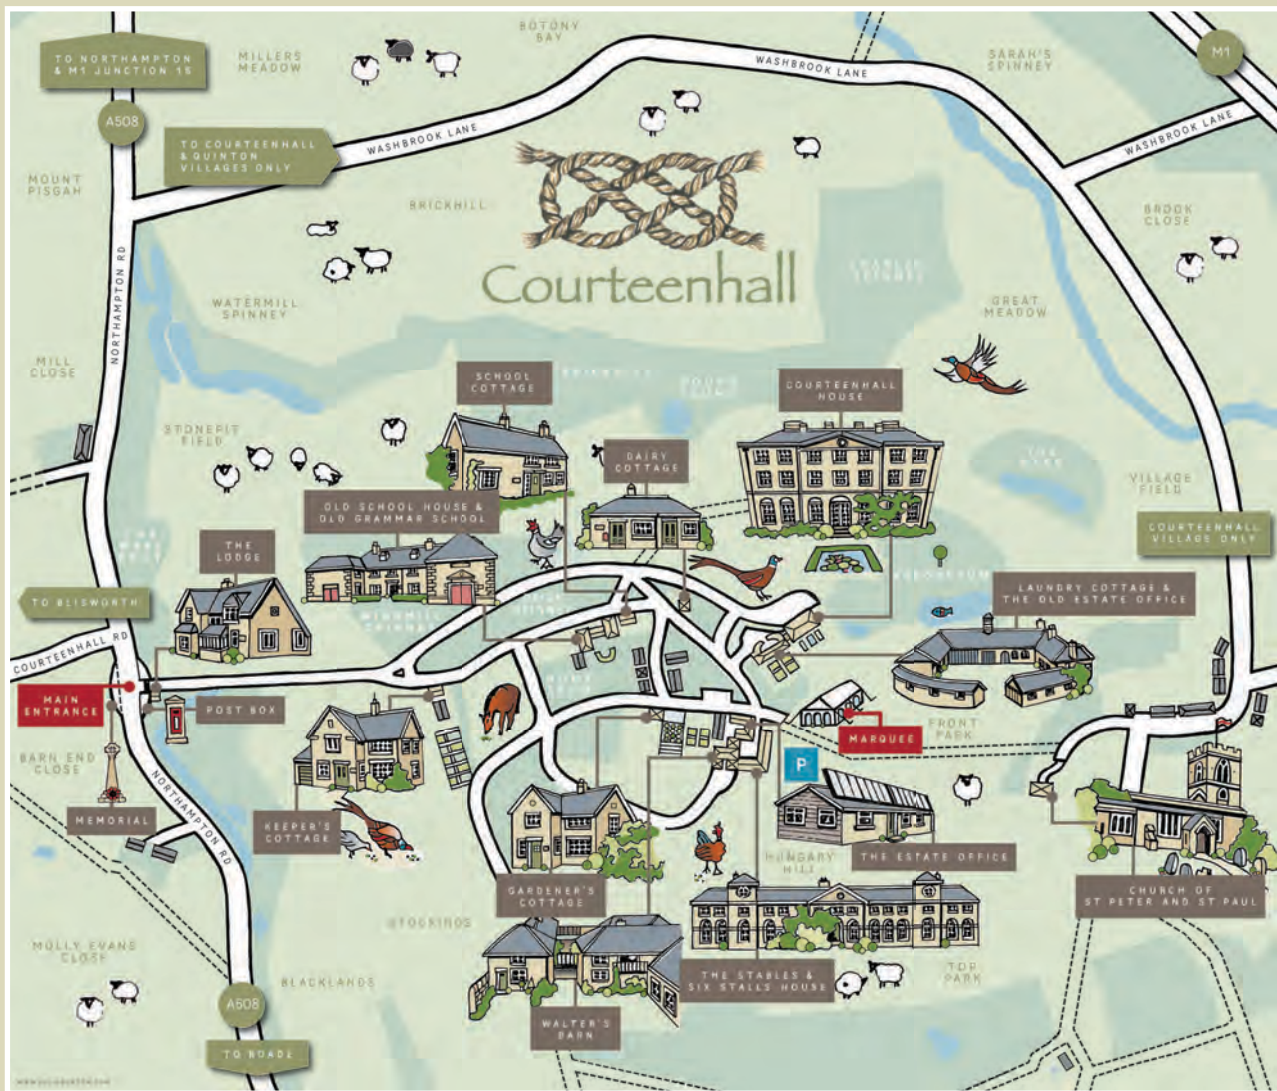 BOTONY
BAY
TO NORTHAMPTON
& M1 JUNCTION 15
MILLERS
MEADOW
WASHBROOK LANE
SARAH'S
SPINNEY
M1
A508
TO COURTEENHALL
& QUINTON
VILLAGES ONLY
WASHBROOK LANE
WASHBROOK LANE
MOUNT
PISGAH
BRICKHILL
BROOK
CLOSE
Courteenhall
NORTHAMPTON RD
WATERMILL
SPINNEY
GREAT
MEADOW
MILL
CLOSE
SCHOOL
COTTAGE
COURTEENHALL
HOUSE
STONEPIT
FIELD
DAIRY
COTTAGE
VILLAGE
FIELD
OLD SCHOOL HOUSE &
OLD GRAMMAR SCHOOL
COURTEENHALL
VILLAGE ONLY
THE
LODGE
ARBORETUM
LAUNDRY COTTAGE &
THE OLD ESTATE OFFICE
TO BLISWORTH
WINDMILL
SPINNEY
COURTEENHALL RD
MAIN
ENTRANCE
POST BOX
FRONT
PARK
MARQUEE
BARN END
CLOSE
P
NORTHAMPTON RD
MEMORIAL
KEEPER'S
COTTAGE
HUNGARY
HILL
THE ESTATE OFFICE
GARDENER'S
COTTAGE
CHURCH OF
ST PETER AND ST PAUL
STOCKINGS
MOLLY EVANS
CLOSE
BLACKLANDS
THE STABLES &
SIX STALLS HOUSE
TOP
PARK
A508
WALTER'S
BARN
TO ROADE